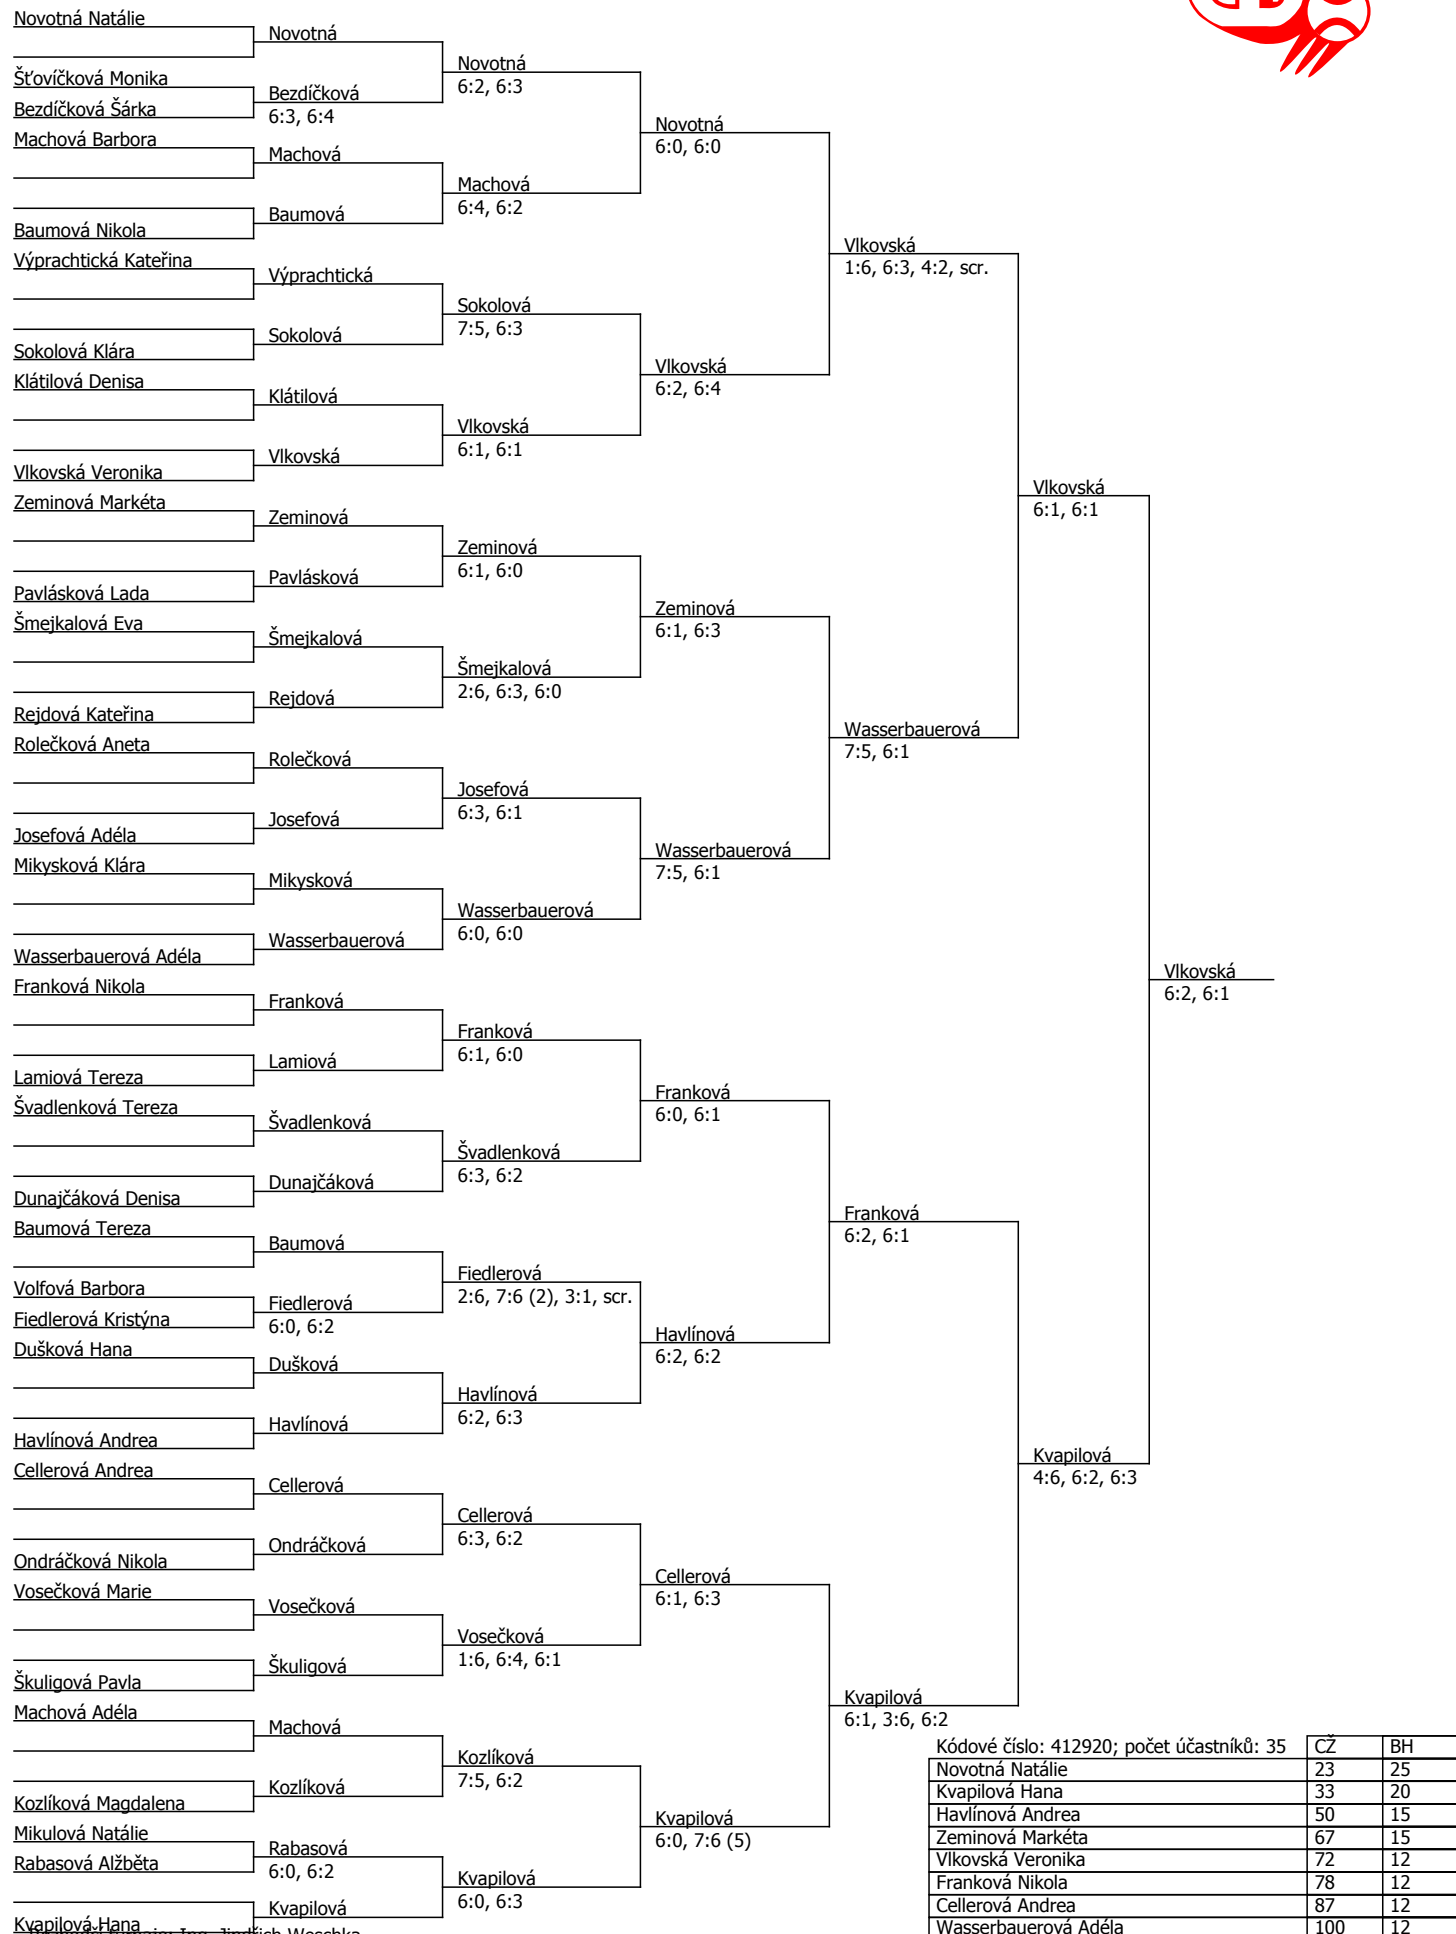 Novotná Natálie
Šťovíčková Monika
Bezdíčková Šárka
Machová Barbora
Baumová Nikola
Výprachtická Kateřina
Sokolová Klára
Klátilová Denisa
Vlkovská Veronika
Zeminová Markéta
Pavlásková Lada
Šmejkalová Eva
Rejdová Kateřina
Rolečková Aneta
Josefová Adéla
Mikysková Klára
Wasserbauerová Adéla
Franková Nikola
Lamiová Tereza
Švadlenková Tereza
Dunajčáková Denisa
Baumová Tereza
Volfová Barbora
Fiedlerová Kristýna
Dušková Hana
Havlínová Andrea
Cellerová Andrea
Ondráčková Nikola
Vosečková Marie
Škuligová Pavla
Machová Adéla
Kozlíková Magdalena
Mikulová Natálie
Rabasová Alžběta
Kvapilová Hana
Novotná
Bezdíčková
6:3, 6:4
Machová
Baumová
Výprachtická
Sokolová
Klátilová
Vlkovská
Zeminová
Pavlásková
Šmejkalová
Rejdová
Rolečková
Josefová
Mikysková
Wasserbauerová
Franková
Lamiová
Švadlenková
Dunajčáková
Baumová
Fiedlerová
6:0, 6:2
Dušková
Havlínová
Cellerová
Ondráčková
Vosečková
Škuligová
Machová
Kozlíková
Rabasová
6:0, 6:2
Kvapilová
Novotná
6:2, 6:3
Machová
6:4, 6:2
Sokolová
7:5, 6:3
Vlkovská
6:1, 6:1
Zeminová
6:1, 6:0
Šmejkalová
2:6, 6:3, 6:0
Josefová
6:3, 6:1
Wasserbauerová
6:0, 6:0
Franková
6:1, 6:0
Švadlenková
6:3, 6:2
Fiedlerová
2:6, 7:6 (2), 3:1, scr.
Havlínová
6:2, 6:3
Cellerová
6:3, 6:2
Vosečková
1:6, 6:4, 6:1
Kozlíková
7:5, 6:2
Kvapilová
6:0, 6:3
Novotná
6:0, 6:0
Vlkovská
6:2, 6:4
Zeminová
6:1, 6:3
Wasserbauerová
7:5, 6:1
Franková
6:0, 6:1
Havlínová
6:2, 6:2
Cellerová
6:1, 6:3
Kvapilová
6:0, 7:6 (5)
Vlkovská
1:6, 6:3, 4:2, scr.
Wasserbauerová
7:5, 6:1
Franková
6:2, 6:1
Kvapilová
6:1, 3:6, 6:2
Vlkovská
6:1, 6:1
Kvapilová
4:6, 6:2, 6:3
Vlkovská
6:2, 6:1
Kódové číslo: 412920; počet účastníků: 35 CŽ BH
Novotná Natálie 23 25
Kvapilová Hana 33 20
Havlínová Andrea 50 15
Zeminová Markéta 67 15
Vlkovská Veronika 72 12
Franková Nikola 78 12
Cellerová Andrea 87 12
Wasserbauerová Adéla 100 12